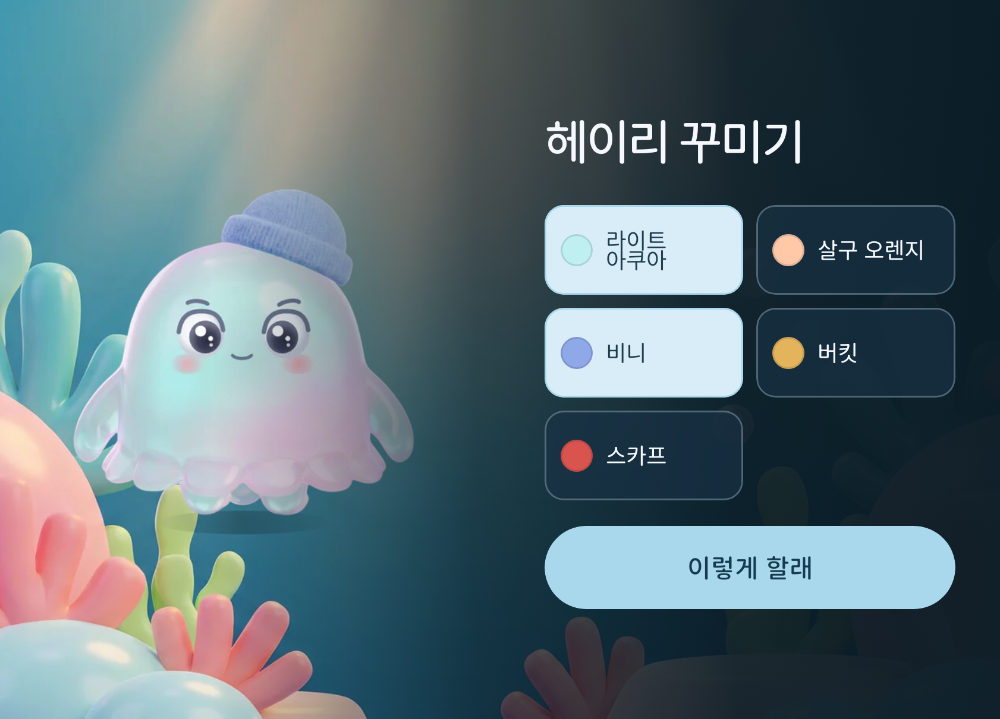 헤이리 꾸미기
라이트
아쿠아
살구 오렌지
비니
버킷
스카프
이렇게 할래